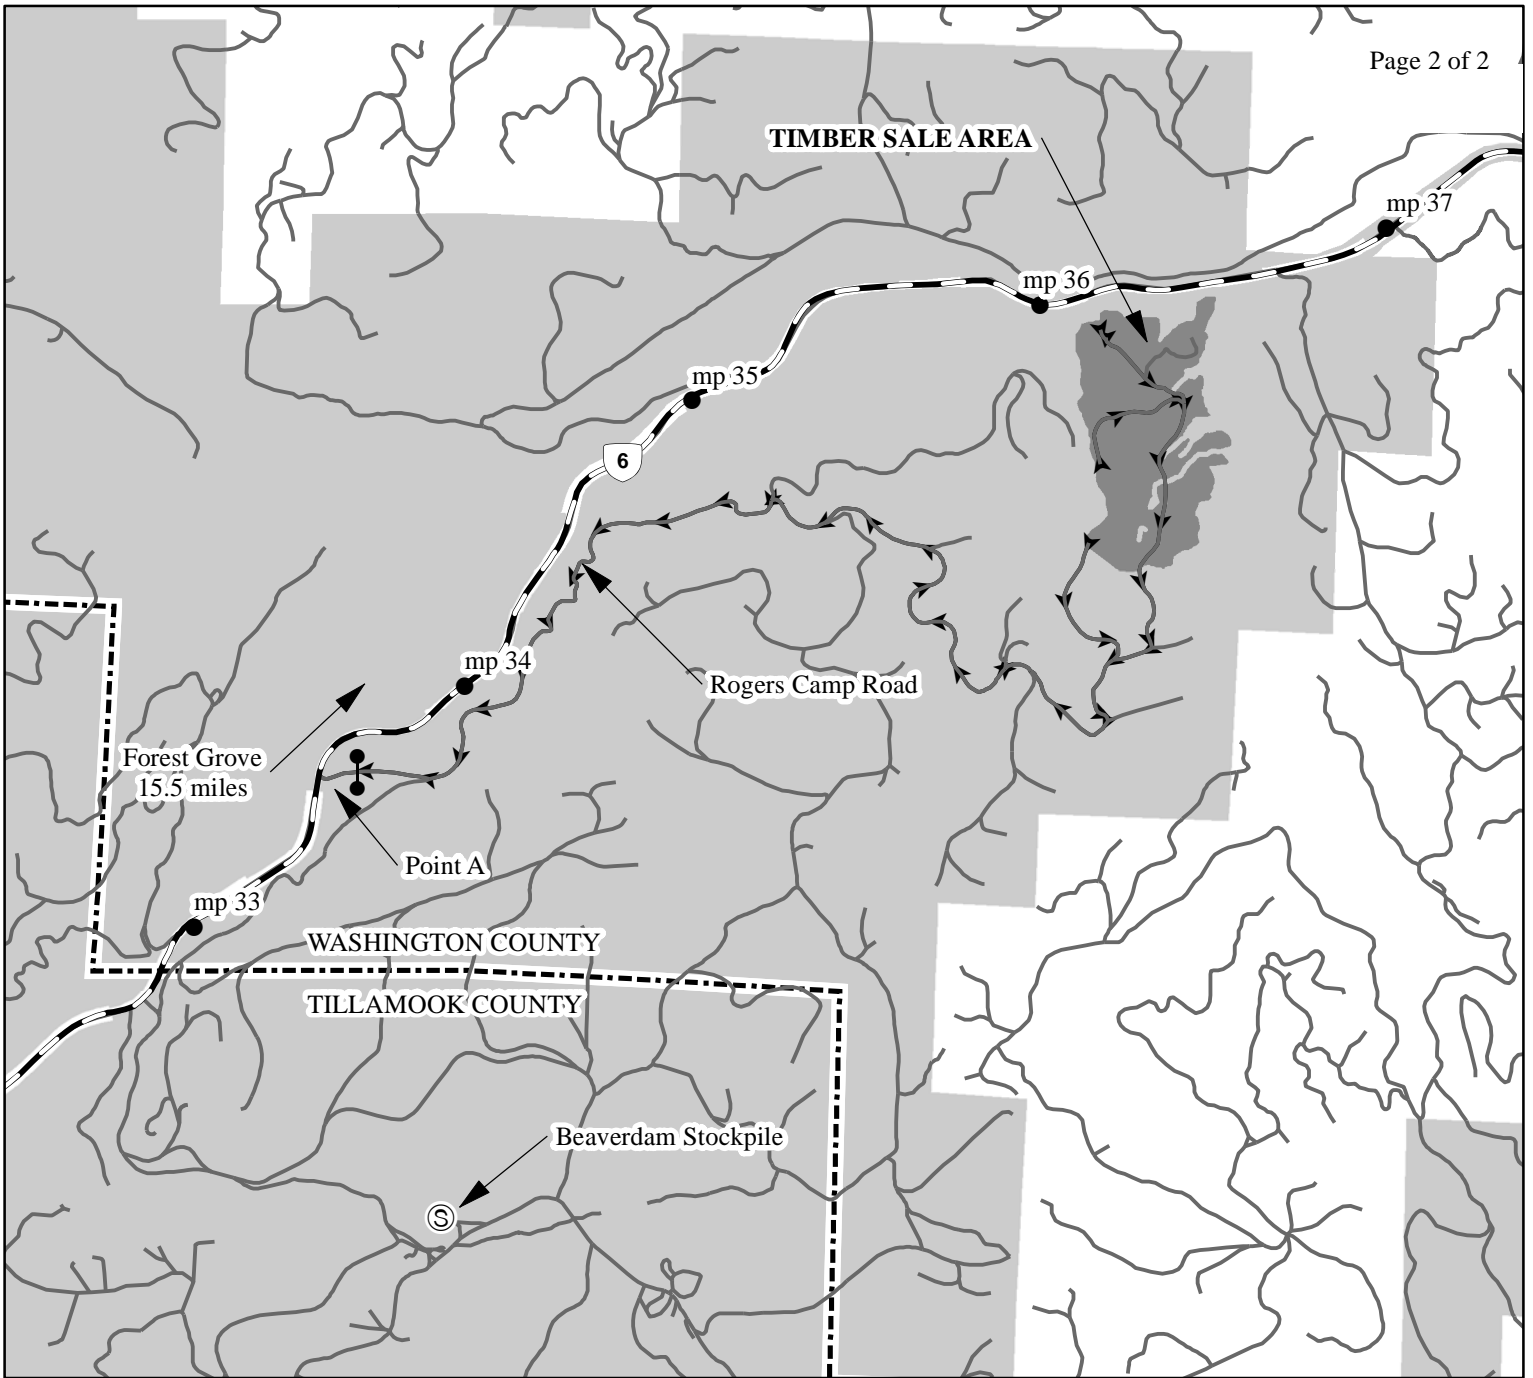 Page 2 of 2
TIMBER SALE AREA
mp 37
mp 36
mp 35
6
mp 34
Rogers Camp Road
Forest Grove
15.5 miles
Point A
mp 33
WASHINGTON COUNTY
TILLAMOOK COUNTY
Beaverdam Stockpile
S